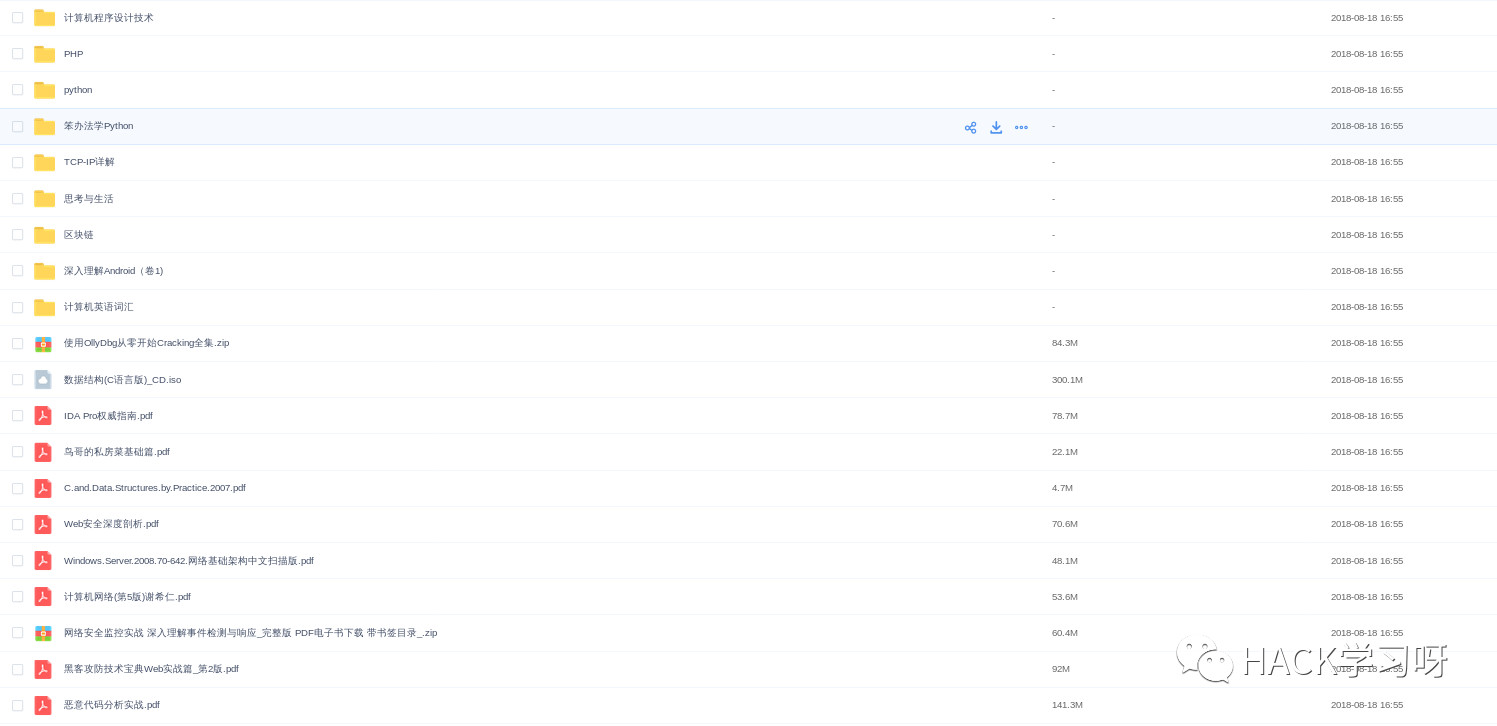 计算机程序设计技术 - 2018-08-18 16:55
PHP - 2018-08-18 16:55
python - 2018-08-18 16:55
笨办法学Python - 2018-08-18 16:55
TCP-IP详解 - 2018-08-18 16:55
思考与生活 - 2018-08-18 16:55
区块链 - 2018-08-18 16:55
深入理解Android（卷1) - 2018-08-18 16:55
计算机英语词汇 - 2018-08-18 16:55
使用OllyDbg从零开始Cracking全集.zip 84.3M 2018-08-18 16:55
数据结构(C语言版)_CD.iso 300.1M 2018-08-18 16:55
IDA Pro权威指南.pdf 78.7M 2018-08-18 16:55
鸟哥的私房菜基础篇.pdf 22.1M 2018-08-18 16:55
C.and.Data.Structures.by.Practice.2007.pdf 4.7M 2018-08-18 16:55
Web安全深度剖析.pdf 70.6M 2018-08-18 16:55
Windows.Server.2008.70-642.网络基础架构中文扫描版.pdf 48.1M 2018-08-18 16:55
计算机网络(第5版)谢希仁.pdf 53.6M 2018-08-18 16:55
网络安全监控实战 深入理解事件检测与响应_完整版 PDF电子书下载 带书签目录_.zip 60.4M 2018-08-18 16:55
黑客攻防技术宝典Web实战篇_第2版.pdf 92M 2018-08-18 16:55
HACK学习呀
恶意代码分析实战.pdf 141.3M 2018-08-18 16:55